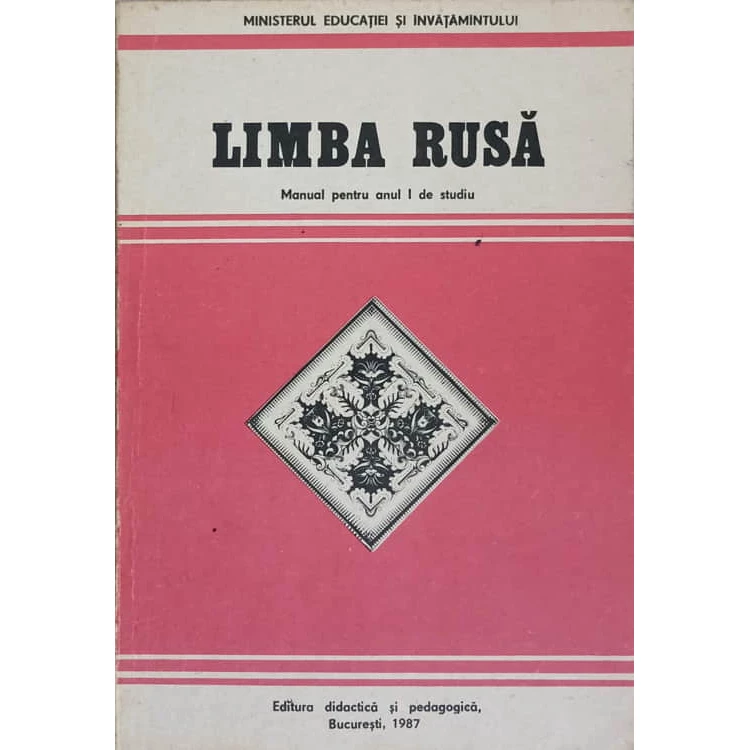 MINISTERUL EDUCAȚIEI ȘI ÎNVĂȚĂMÎNTULUI
LIMBA RUSĂ
Manual pentru anul I de studiu
Editura didactică și pedagogică,
București, 1987